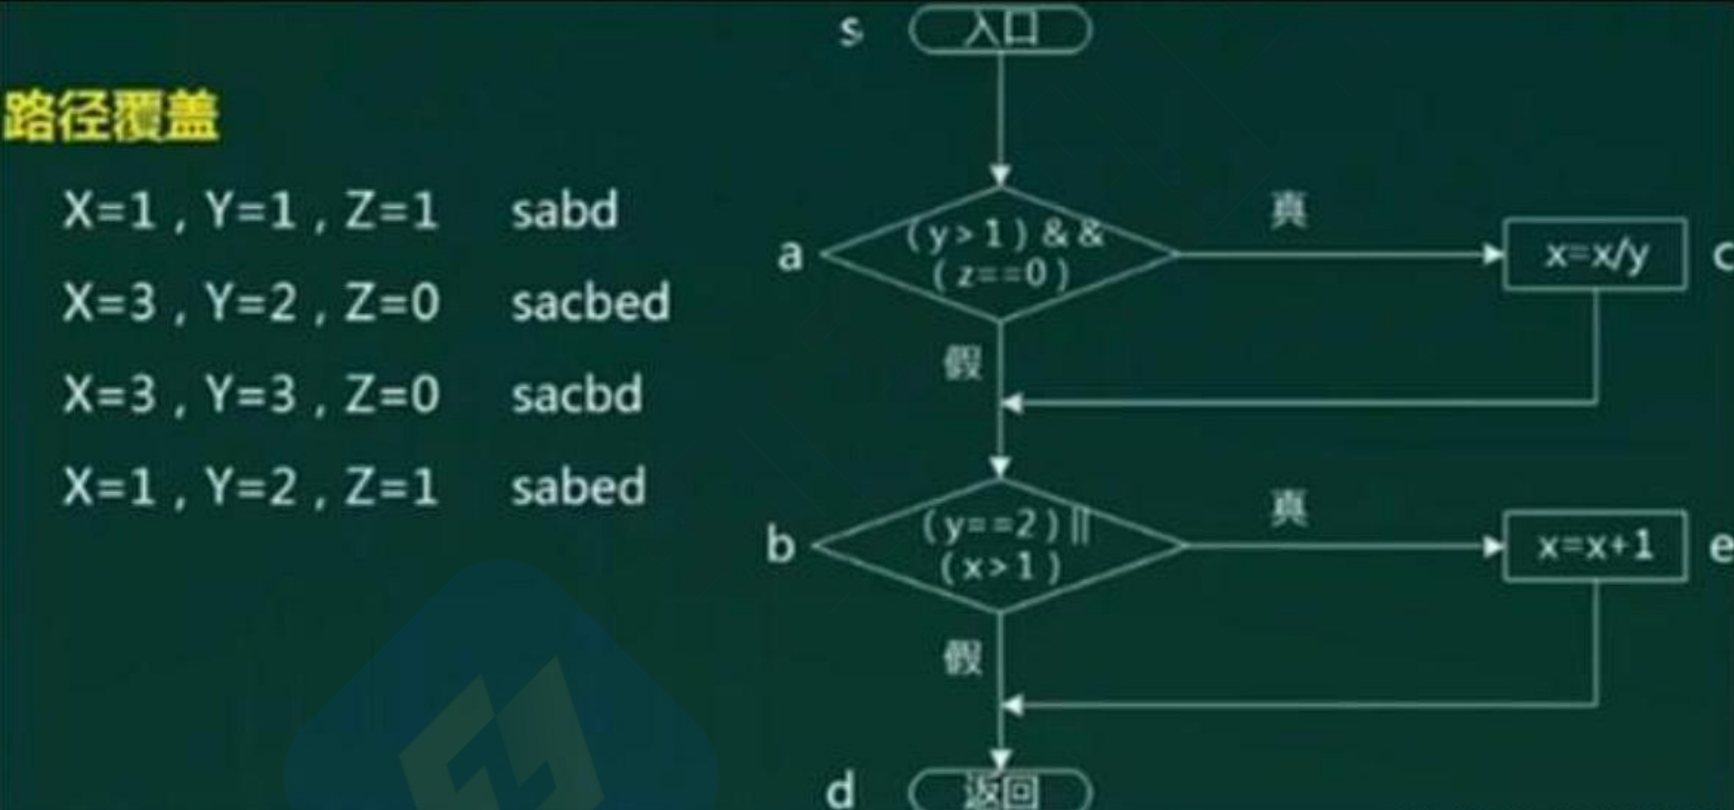 s
入口
路径覆盖
X=1 , Y=1 , Z=1 sabd
X=3 , Y=2 , Z=0 sacbed
X=3 , Y=3 , Z=0 sacbd
X=1 , Y=2 , Z=1 sabed
a
( y > 1 ) & &
( z==0 )
真
x=x/y
c
假
b
( y==2 ) ||
( x > 1 )
真
x=x+1
e
假
d
返回